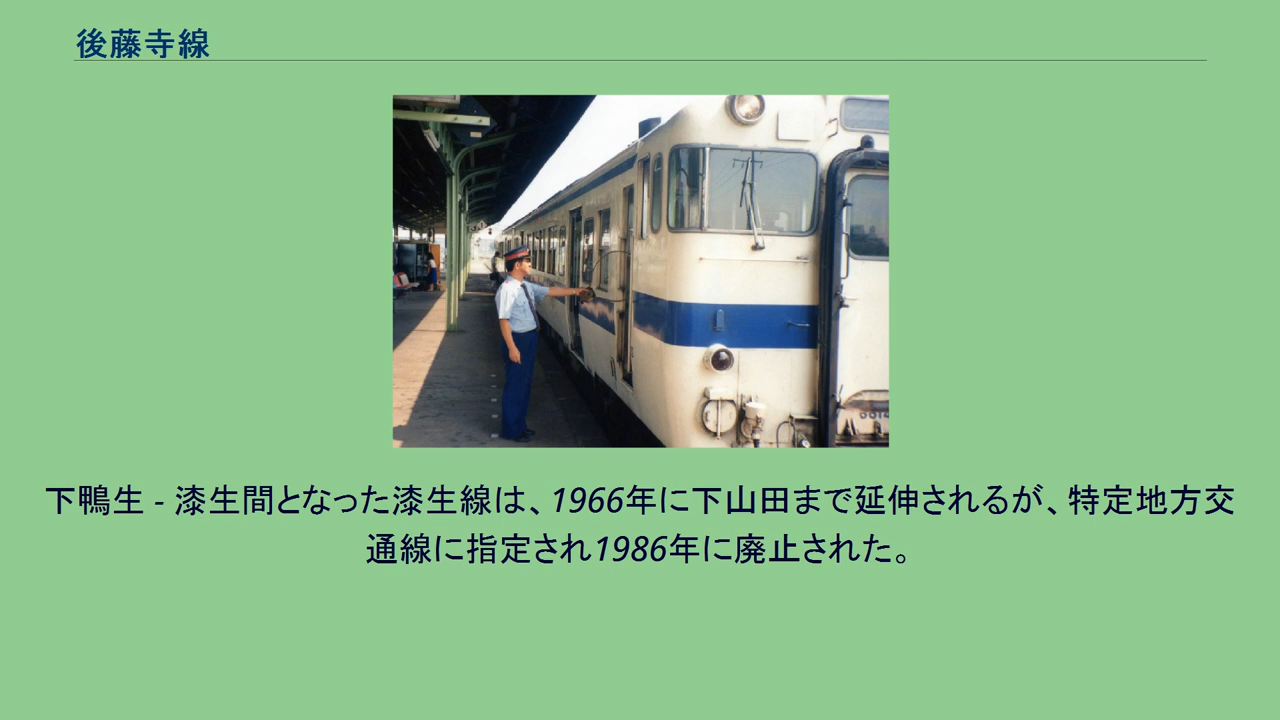 後藤寺線
下鴨生 - 漆生間となった漆生線は、1966年に下山田まで延伸されるが、特定地方交
通線に指定され1986年に廃止された。